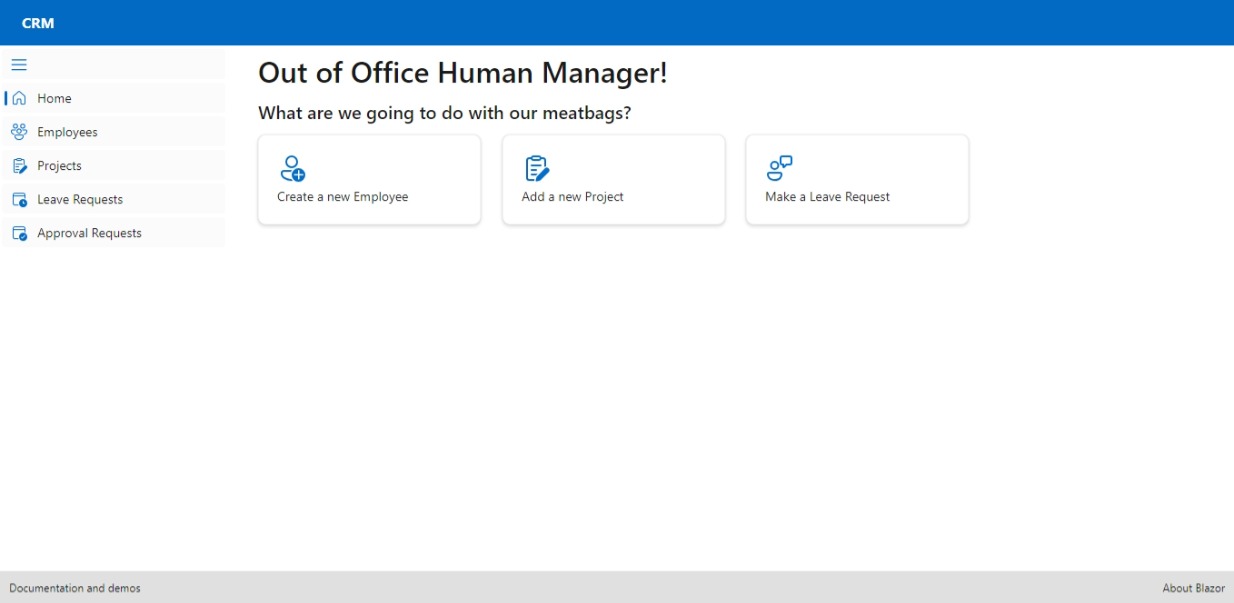 CRM
Home
Employees
Projects
Leave Requests
Approval Requests
Out of Office Human Manager!
What are we going to do with our meatbags?
Create a new Employee
Add a new Project
Make a Leave Request
Documentation and demos
About Blazor